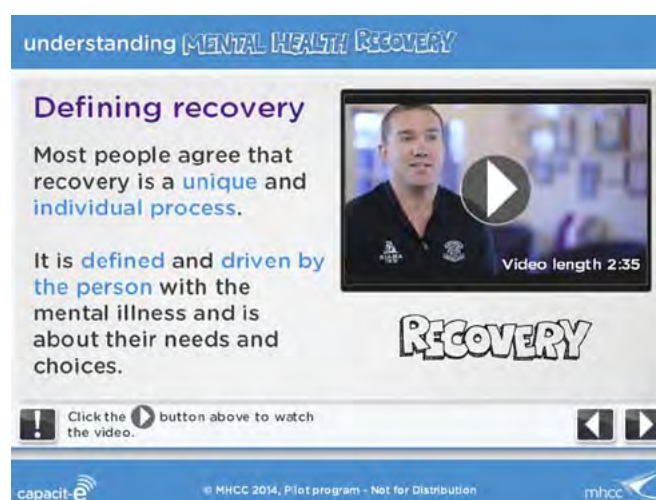 understanding MENTAL HEALTH RECOVERY
Defining recovery
Most people agree that
recovery is a unique and
individual process.
It is defined and driven by
the person with the
mental illness and is
about their needs and
choices.
Video length 2:35
RECOVERY
! Click the button above to watch
the video.
capacit-e
© MHCC 2014, Pilot program - Not for Distribution
mhcc